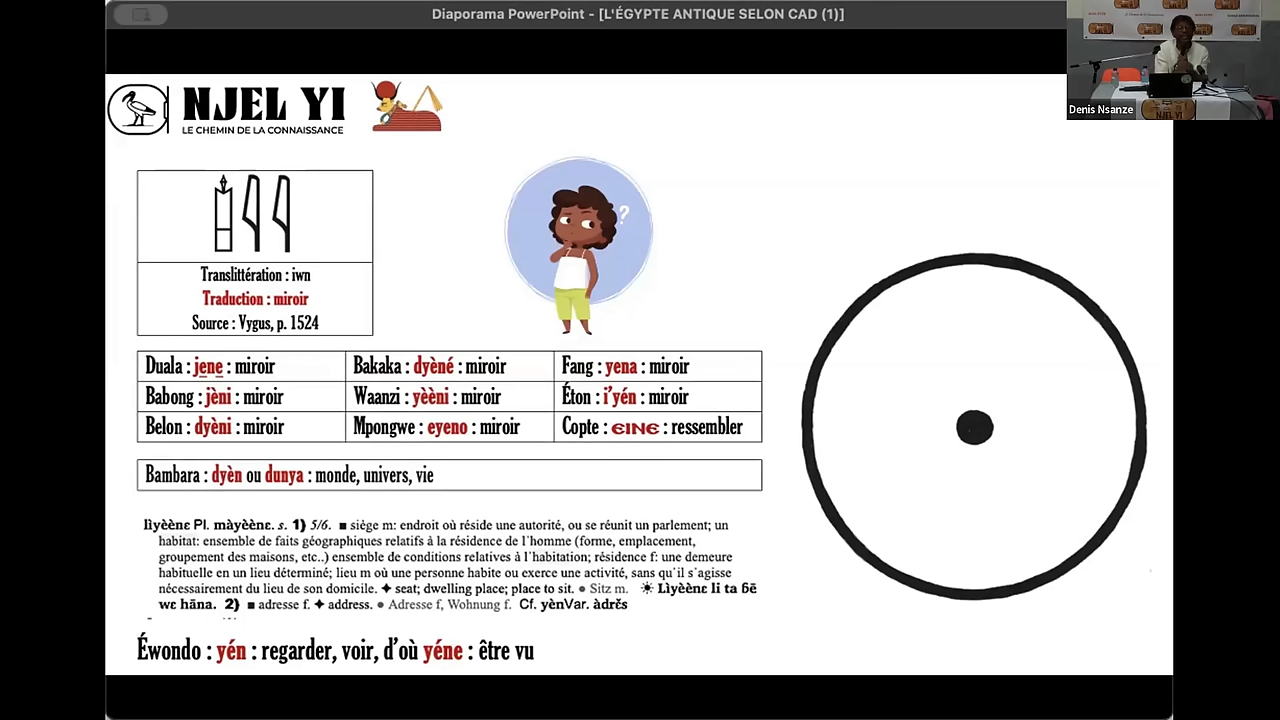 Diaporama PowerPoint - [L'ÉGYPTE ANTIQUE SELON CAD (1)]
Denis Nsanze
NJEL YI
NJEL YI
LE CHEMIN DE LA CONNAISSANCE
?
Translittération : iwn
Traduction : miroir
Source : Vygus, p. 1524
Duala : jene : miroir
Bakaka : dyèné : miroir
Fang : yena : miroir
Babong : jèni : miroir
Waanzi : yèèni : miroir
Éton : i’yén : miroir
Belon : dyèni : miroir
Mpongwe : eyeno : miroir
Copte : ⲉⲓⲛⲉ : ressembler
Bambara : dyèn ou dunya : monde, univers, vie
lìyèènɛ Pl. màyèènɛ. s. 1) 5/6. ■ siège m: endroit où réside une autorité, ou se réunit un parlement; un
habitat: ensemble de faits géographiques relatifs à la résidence de l’homme (forme, emplacement,
groupement des maisons, etc..) ensemble de conditions relatives à l’habitation; résidence f: une demeure
habituelle en un lieu déterminé; lieu m où une personne habite ou exerce une activité, sans qu’il s’agisse
nécessairement du lieu de son domicile. ✦ seat; dwelling place; place to sit. ● Sitz m. ☀ Lìyèènɛ li ta ɓē
wɛ hāna. 2) ■ adresse f. ✦ address. ● Adresse f, Wohnung f. Cf. yènVar. àdrɛ̌s
Éwondo : yén : regarder, voir, d’où yéne : être vu